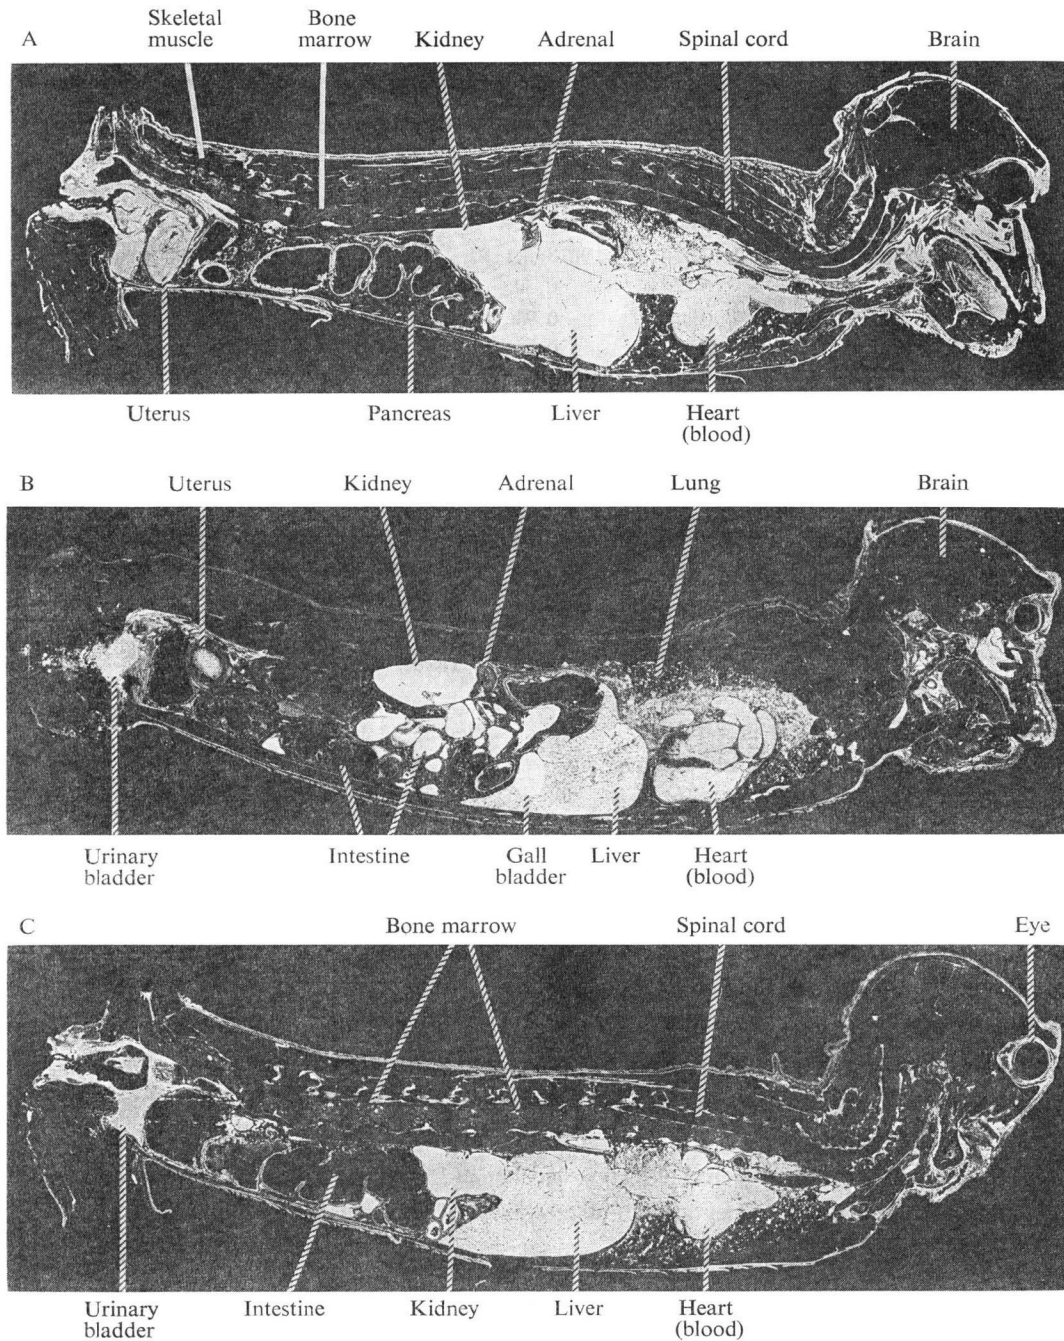 A
Skeletal muscle
Bone marrow
Kidney
Adrenal
Spinal cord
Brain
Uterus
Pancreas
Liver
Heart (blood)
B
Uterus
Kidney
Adrenal
Lung
Brain
Urinary bladder
Intestine
Gall bladder
Liver
Heart (blood)
C
Bone marrow
Spinal cord
Eye
Urinary bladder
Intestine
Kidney
Liver
Heart (blood)